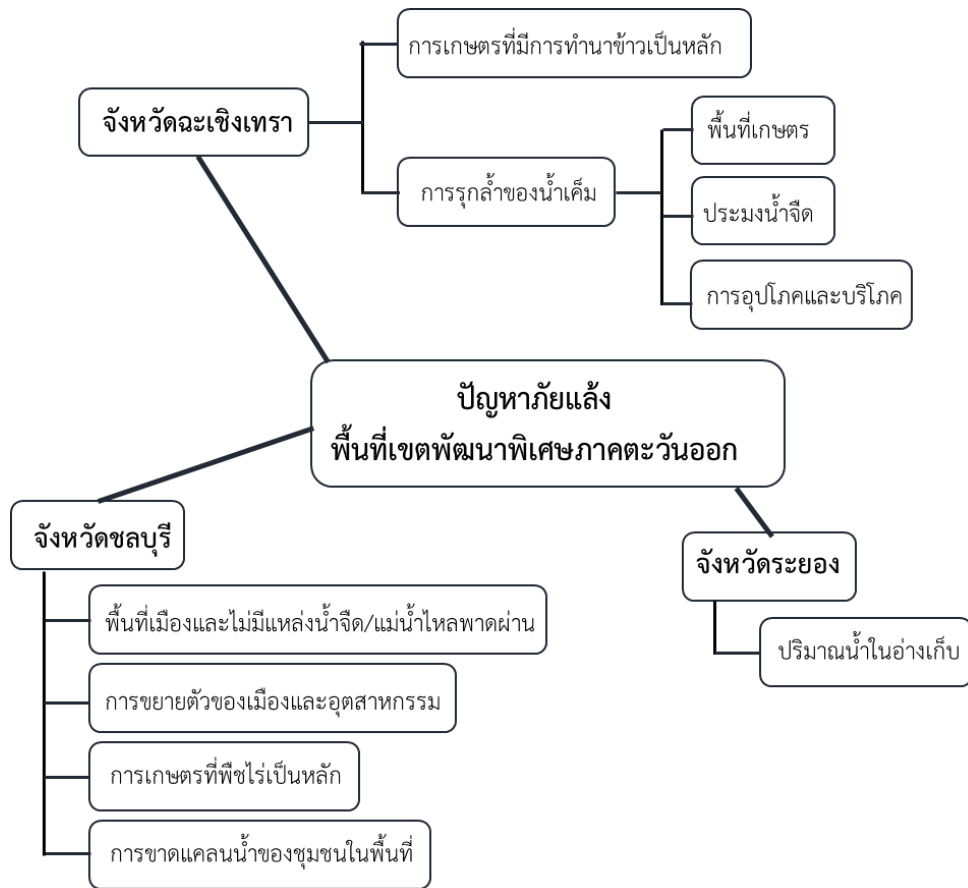 การเกษตรที่มีการทำนาข้าวเป็นหลัก
จังหวัดฉะเชิงเทรา
พื้นที่เกษตร
การรุกล้ำของน้ำเค็ม
ประมงน้ำจืด
การอุปโภคและบริโภค
ปัญหาภัยแล้ง
พื้นที่เขตพัฒนาพิเศษภาคตะวันออก
จังหวัดชลบุรี
พื้นที่เมืองและไม่มีแหล่งน้ำจืด/แม่น้ำไหลพาดผ่าน
การขยายตัวของเมืองและอุตสาหกรรม
การเกษตรที่พืชไร่เป็นหลัก
การขาดแคลนน้ำของชุมชนในพื้นที่
จังหวัดระยอง
ปริมาณน้ำในอ่างเก็บ